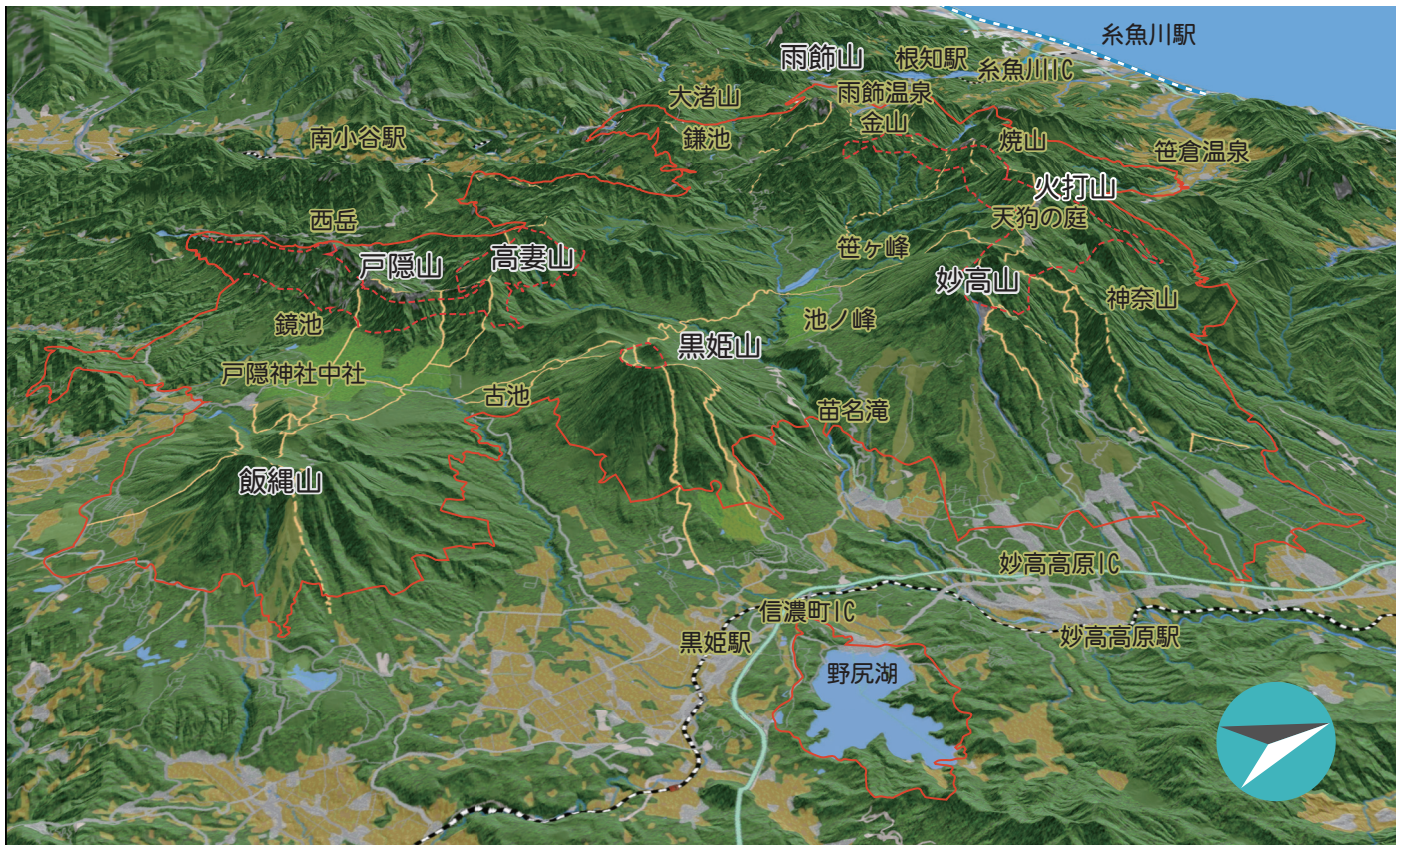 糸魚川駅
雨飾山
根知駅
糸魚川IC
大渚山
雨飾温泉
金山
南小谷駅
鎌池
焼山
笹倉温泉
火打山
西岳
天狗の庭
戸隠山
高妻山
笹ヶ峰
妙高山
神奈山
鏡池
池ノ峰
黒姫山
戸隠神社中社
古池
苗名滝
飯縄山
妙高高原IC
信濃町IC
黒姫駅
妙高高原駅
野尻湖